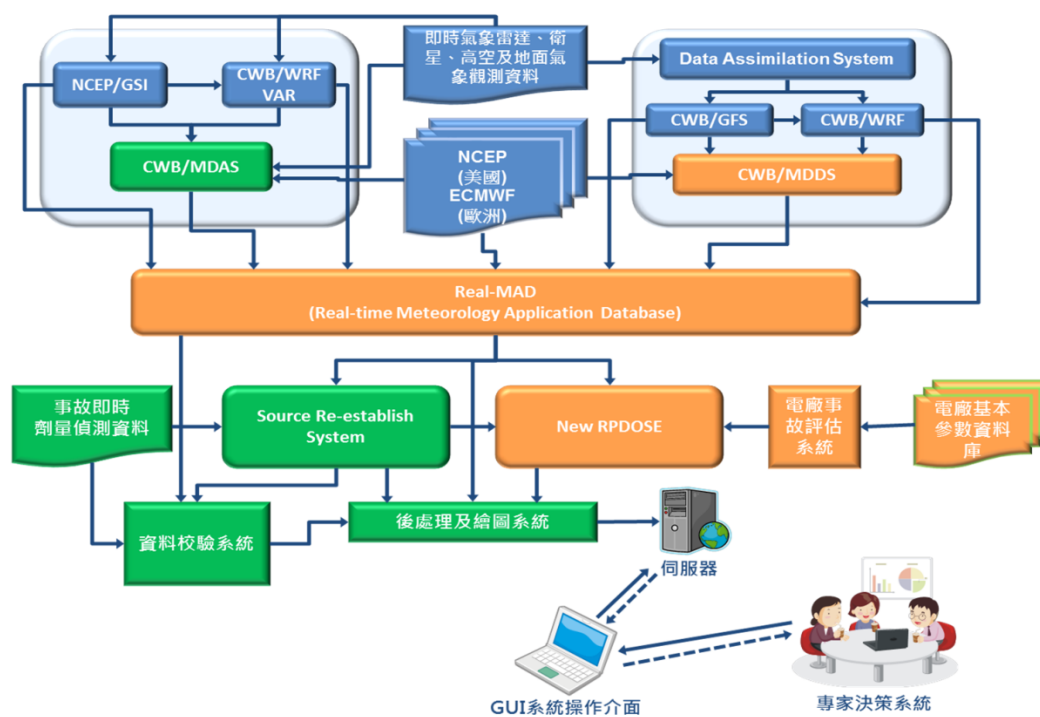 即時氣象雷達、衛
星、高空及地面氣
象觀測資料
NCEP/GSI
CWB/WRF
VAR
Data Assimilation System
CWB/GFS
CWB/WRF
CWB/MDAS
NCEP
(美國)
ECMWF
(歐洲)
CWB/MDDS
Real-MAD
(Real-time Meteorology Application Database)
事故即時
劑量偵測資料
Source Re-establish
System
New RPDOSE
電廠事
故評估
系統
電廠基本
參數資料
庫
資料校驗系統
後處理及繪圖系統
伺服器
GUI系統操作介面
專家決策系統